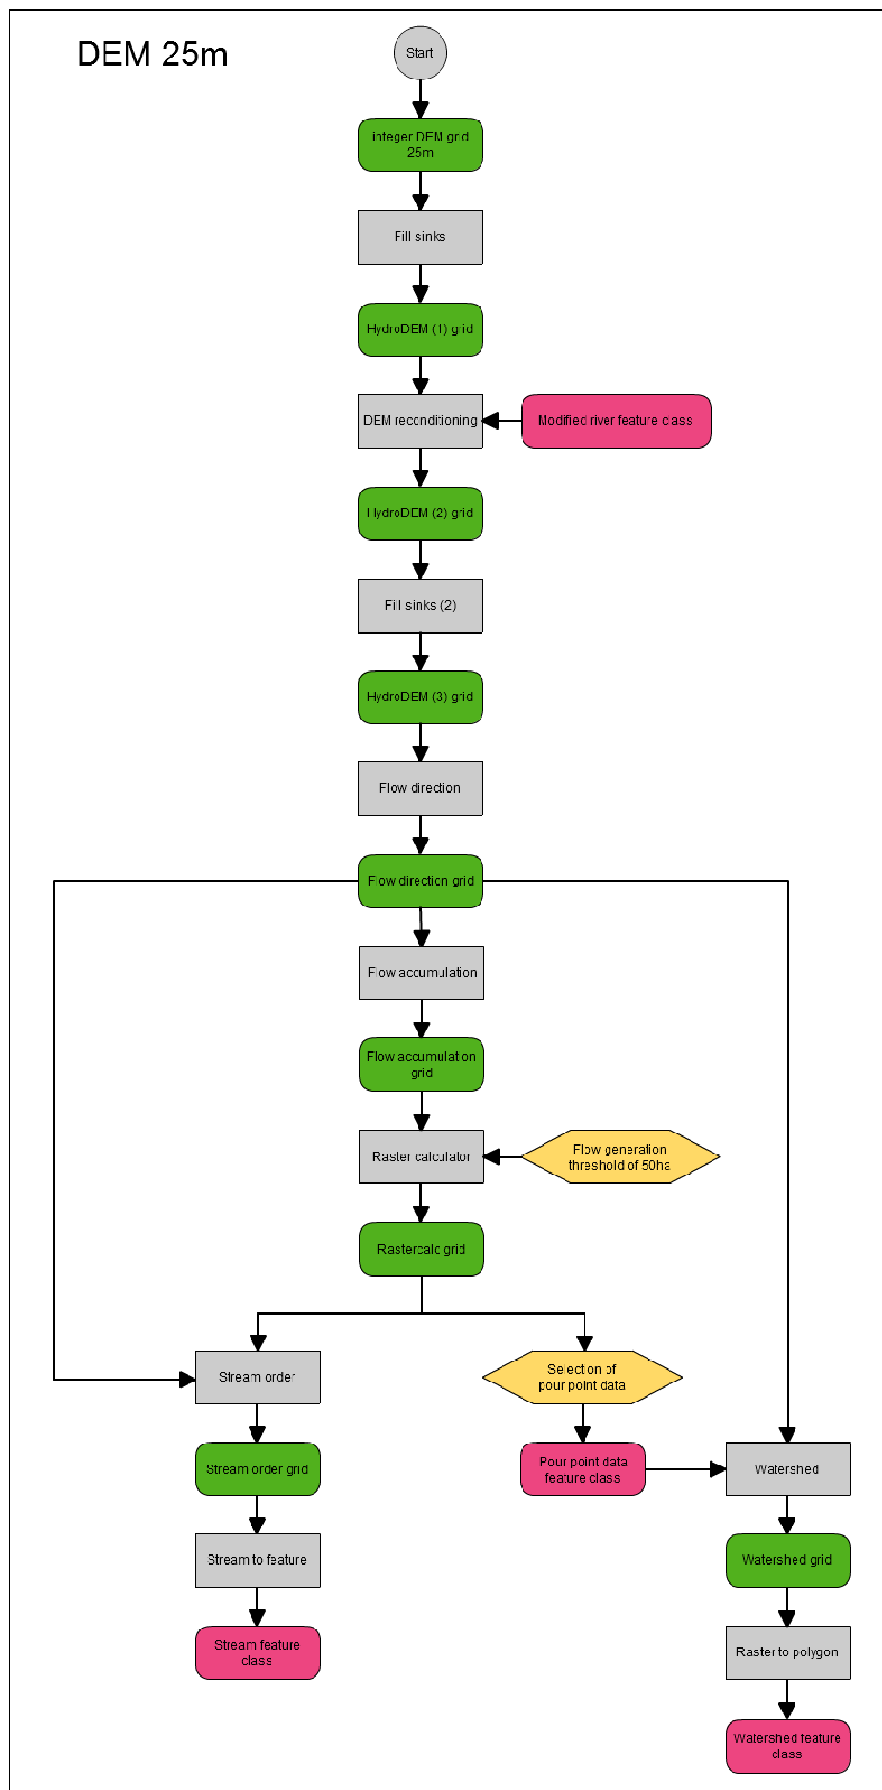 DEM 25m
Start
integer DEM grid
25m
Fill sinks
HydroDEM (1) grid
DEM reconditioning
Modified river feature class
HydroDEM (2) grid
Fill sinks (2)
HydroDEM (3) grid
Flow direction
Flow direction grid
Flow accumulation
Flow accumulation
grid
Raster calculator
Flow generation
threshold of 50ha
Rastercalc grid
Stream order
Selection of
pour point data
Stream order grid
Pour point data
feature class
Watershed
Stream to feature
Watershed grid
Stream feature
class
Raster to polygon
Watershed feature
class